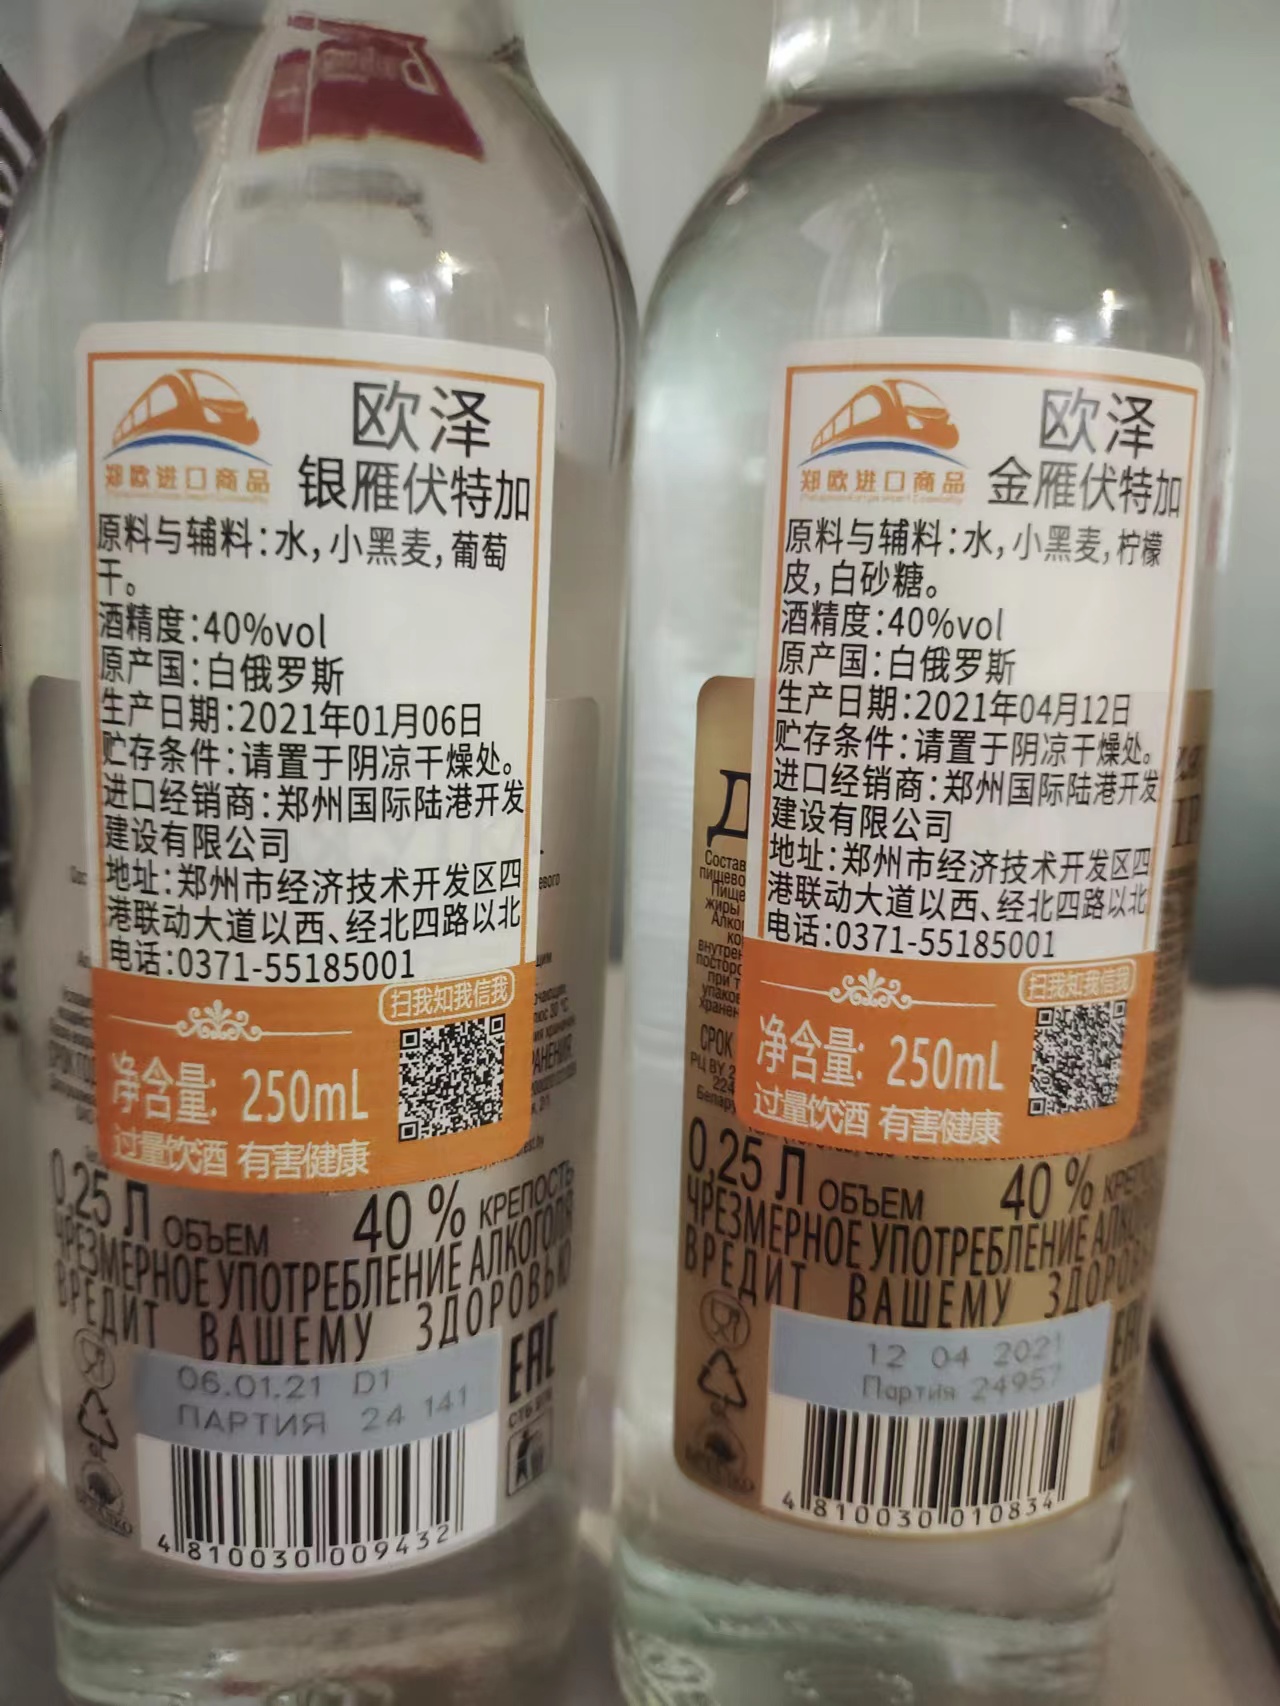 郑欧进口商品
欧泽
银雁伏特加
原料与辅料:水,小黑麦,葡萄
干。
酒精度:40%vol
原产国:白俄罗斯
生产日期:2021年01月06日
贮存条件:请置于阴凉干燥处。
进口经销商:郑州国际陆港开发
建设有限公司
地址:郑州市经济技术开发区四
港联动大道以西、经北四路以北
电话:0371-55185001
扫我知我信我
净含量: 250mL
过量饮酒 有害健康
0,25 Л ОБЪЕМ 40 % КРЕПОСТЬ
ЧРЕЗМЕРНОЕ УПОТРЕБЛЕНИЕ АЛКОГОЛЯ
ВРЕДИТ ВАШЕМУ ЗДОРОВЬЮ
EAC
06.01.21 D1
ПАРТИЯ 24 141
4 810030 009432
郑欧进口商品
欧泽
金雁伏特加
原料与辅料:水,小黑麦,柠檬
皮,白砂糖。
酒精度:40%vol
原产国:白俄罗斯
生产日期:2021年04月12日
贮存条件:请置于阴凉干燥处。
进口经销商:郑州国际陆港开发
建设有限公司
地址:郑州市经济技术开发区四
港联动大道以西、经北四路以北
电话:0371-55185001
扫我知我信我
净含量: 250mL
过量饮酒 有害健康
Состав
СРОК
0,25 Л ОБЪЕМ 40 %
ЧРЕЗМЕРНОЕ УПОТРЕБЛЕНИЕ
ВРЕДИТ ВАШЕМУ
12 04 2021
Партия 24957
4 810030 010834